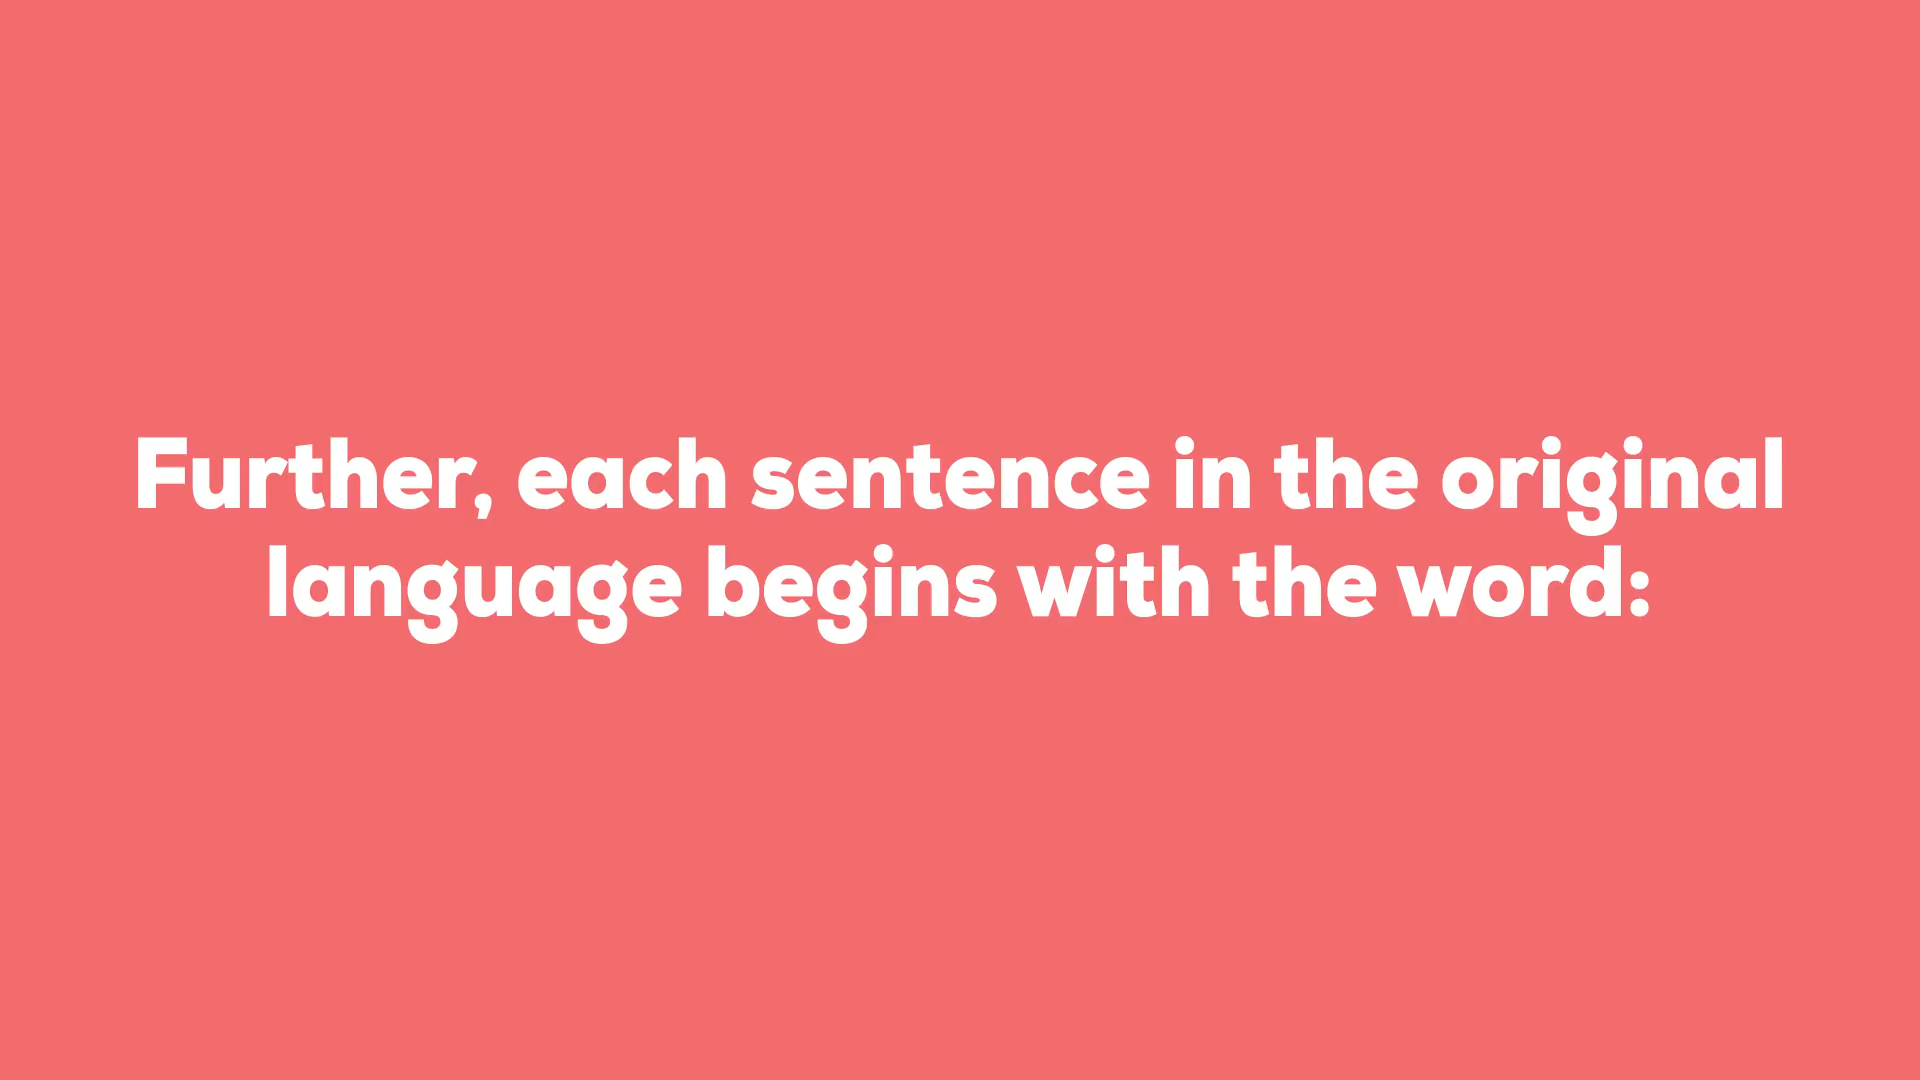 Further, each sentence in the original
language begins with the word: